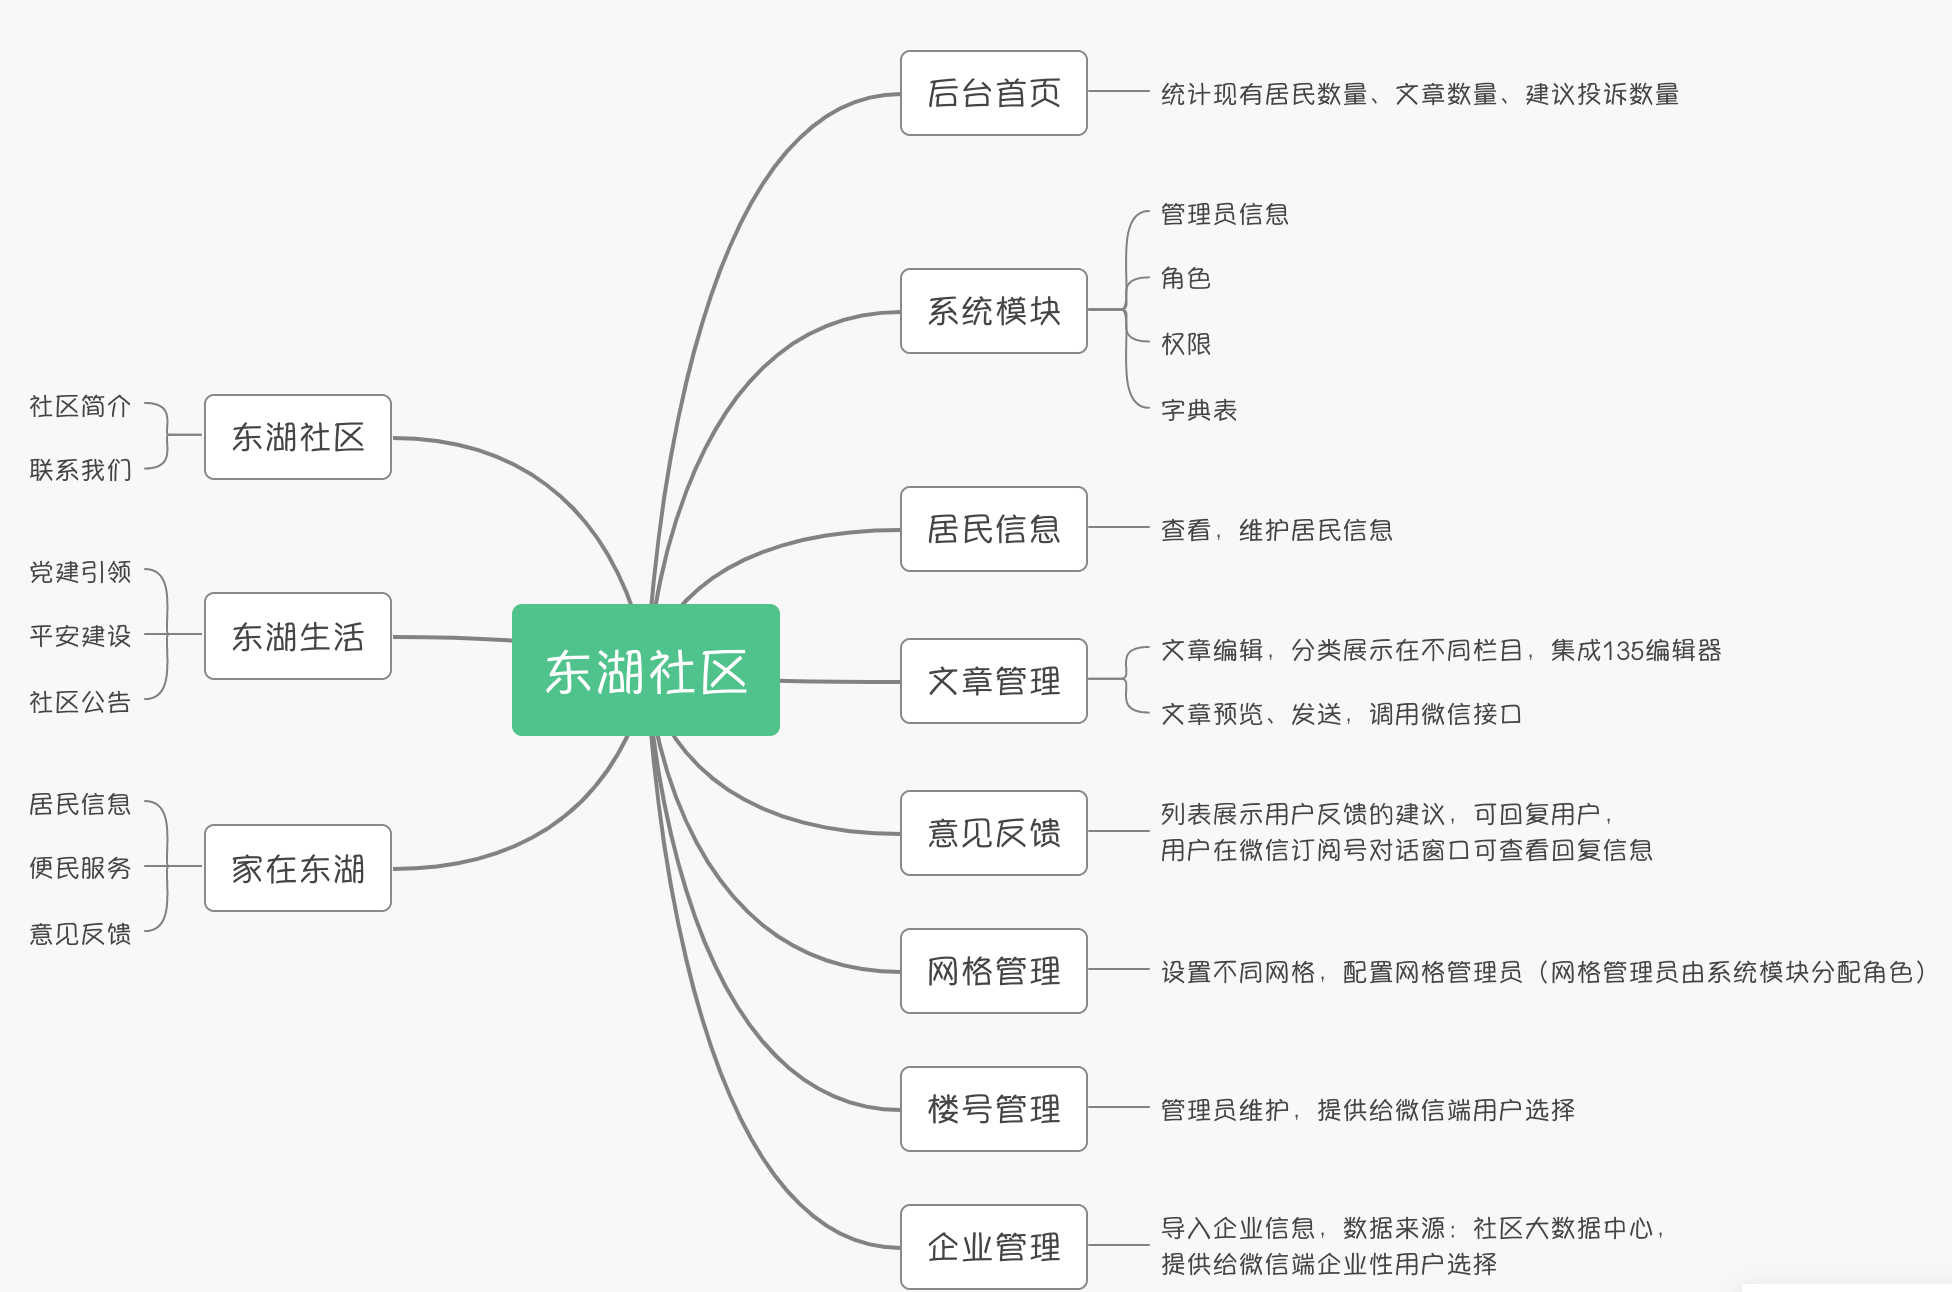 东湖社区
后台首页
统计现有居民数量、文章数量、建议投诉数量
系统模块
管理员信息
角色
权限
字典表
居民信息
查看，维护居民信息
文章管理
文章编辑，分类展示在不同栏目，集成135编辑器
文章预览、发送，调用微信接口
意见反馈
列表展示用户反馈的建议，可回复用户，
用户在微信订阅号对话窗口可查看回复信息
网格管理
设置不同网格，配置网格管理员（网格管理员由系统模块分配角色）
楼号管理
管理员维护，提供给微信端用户选择
企业管理
导入企业信息，数据来源：社区大数据中心，
提供给微信端企业性用户选择
东湖社区
社区简介
联系我们
东湖生活
党建引领
平安建设
社区公告
家在东湖
居民信息
便民服务
意见反馈